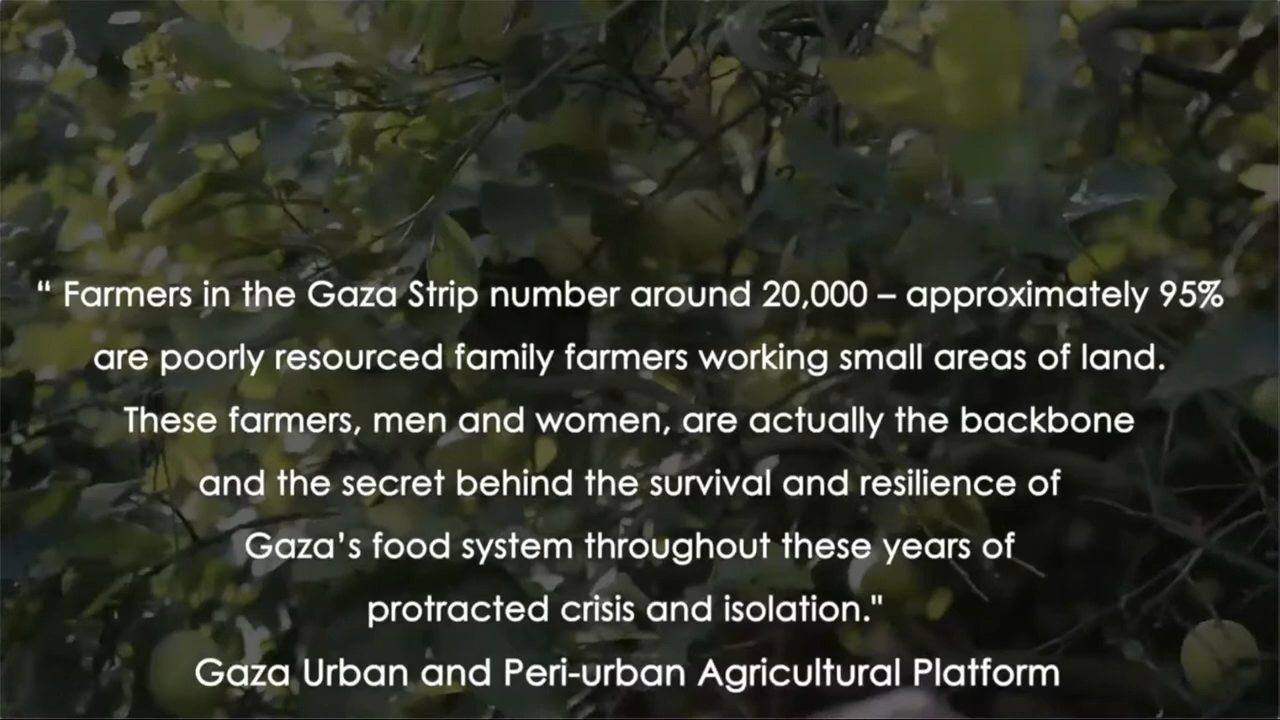 “ Farmers in the Gaza Strip number around 20,000 – approximately 95%
are poorly resourced family farmers working small areas of land.
These farmers, men and women, are actually the backbone
and the secret behind the survival and resilience of
Gaza’s food system throughout these years of
protracted crisis and isolation."
Gaza Urban and Peri-urban Agricultural Platform